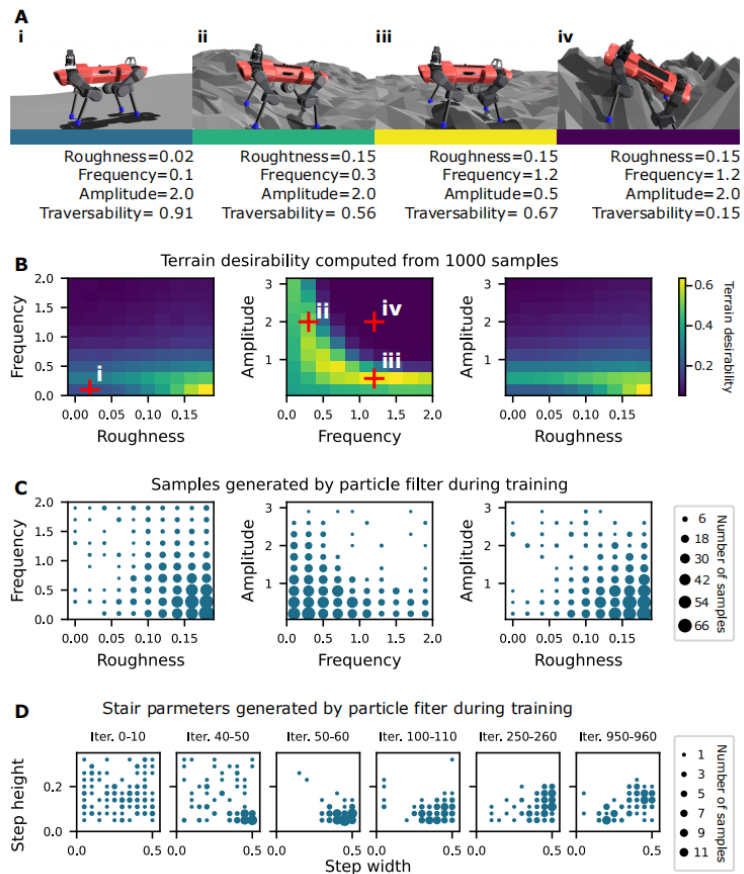 A
i ii iii iv
Roughness=0.02 Roughtness=0.15 Roughness=0.15 Roughness=0.15
Frequency=0.1 Frequency=0.3 Frequency=1.2 Frequency=1.2
Amplitude=2.0 Amplitude=2.0 Amplitude=0.5 Amplitude=2.0
Traversability= 0.91 Traversability= 0.56 Traversability= 0.67 Traversability=0.15
B Terrain desirability computed from 1000 samples
Frequency
2.0
1.5
1.0
0.5
0.0
i
0.00 0.05 0.10 0.15
Roughness
Amplitude
3
2
1
ii
iv
iii
0.0 0.5 1.0 1.5 2.0
Frequency
Amplitude
3
2
1
0.00 0.05 0.10 0.15
Roughness
0.6
0.4
0.2
Terrain desirability
C Samples generated by particle filter during training
Frequency
2.0
1.5
1.0
0.5
0.0
0.00 0.05 0.10 0.15
Roughness
Amplitude
3
2
1
0.0 0.5 1.0 1.5 2.0
Frequency
Amplitude
3
2
1
0.00 0.05 0.10 0.15
Roughness
6
18
30
42
54
66
Number of samples
D Stair parmeters generated by particle fiter during training
Iter. 0-10 Iter. 40-50 Iter. 50-60 Iter. 100-110 Iter. 250-260 Iter. 950-960
Step height
0.2
0.0
0.0 0.5 0.0 0.5 0.0 0.5 0.0 0.5 0.0 0.5 0.0 0.5
Step width
1
3
5
7
9
11
Number of samples